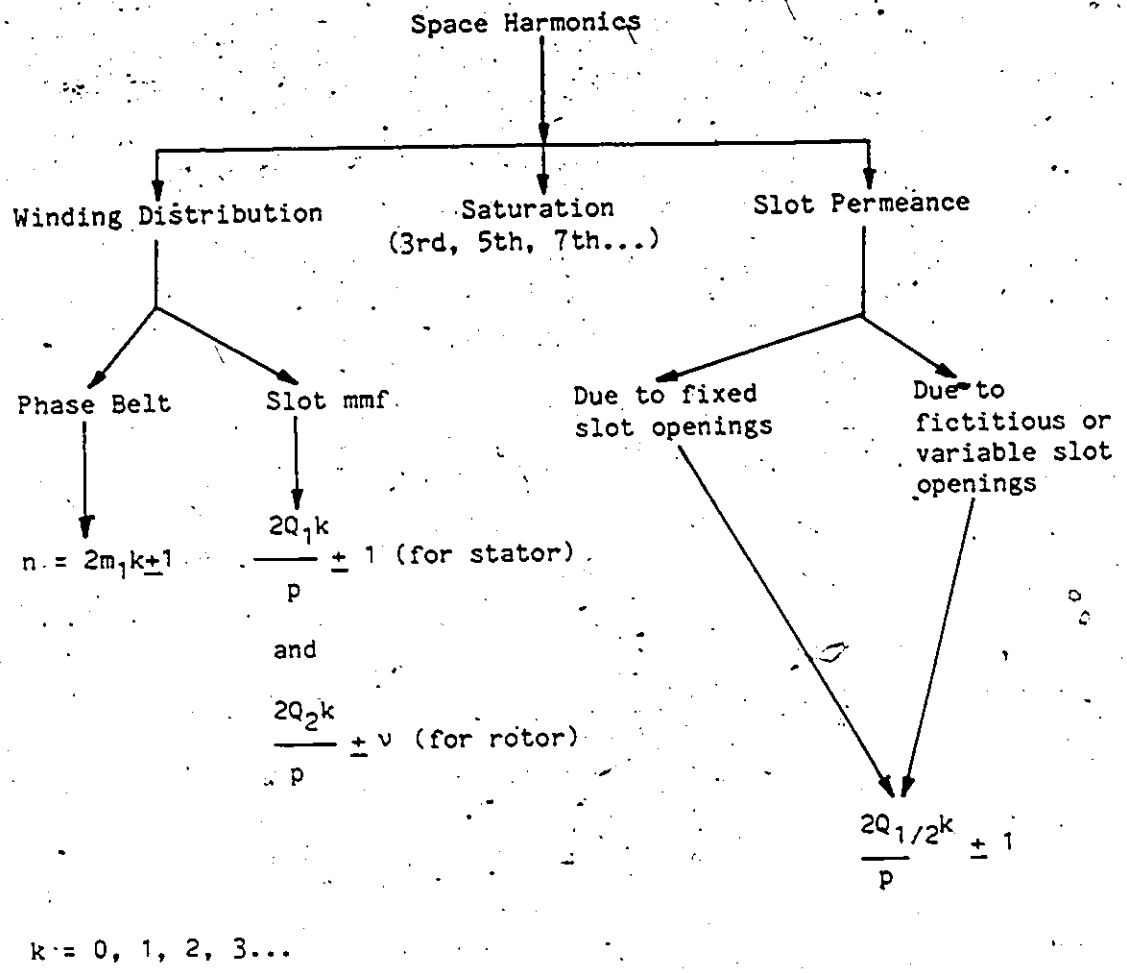 Space Harmonics
Winding Distribution
Saturation
(3rd, 5th, 7th...)
Slot Permeance
Phase Belt
Slot mmf
Due to fixed
slot openings
Due to
fictitious or
variable slot
openings
n = 2m₁k±1
2Q₁k
p
± 1 (for stator)
and
2Q₂k
p
± ν (for rotor)
2Q₁/₂k
p
± 1
k = 0, 1, 2, 3...